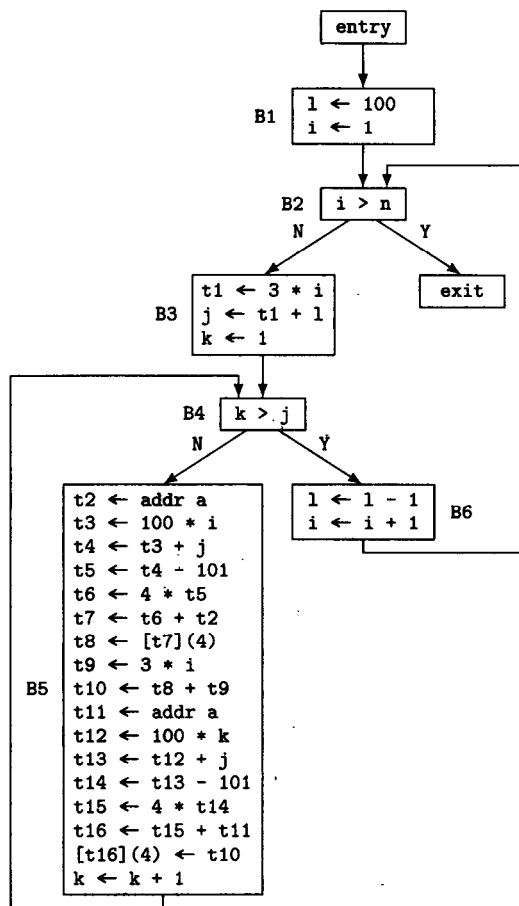 entry
B1
l ← 100
i ← 1
B2
i > n
N
Y
exit
B3
t1 ← 3 * i
j ← t1 + l
k ← 1
B4
k > j
N
Y
B5
t2 ← addr a
t3 ← 100 * i
t4 ← t3 + j
t5 ← t4 - 101
t6 ← 4 * t5
t7 ← t6 + t2
t8 ← [t7](4)
t9 ← 3 * i
t10 ← t8 + t9
t11 ← addr a
t12 ← 100 * k
t13 ← t12 + j
t14 ← t13 - 101
t15 ← 4 * t14
t16 ← t15 + t11
[t16](4) ← t10
k ← k + 1
l ← l - 1
i ← i + 1
B6